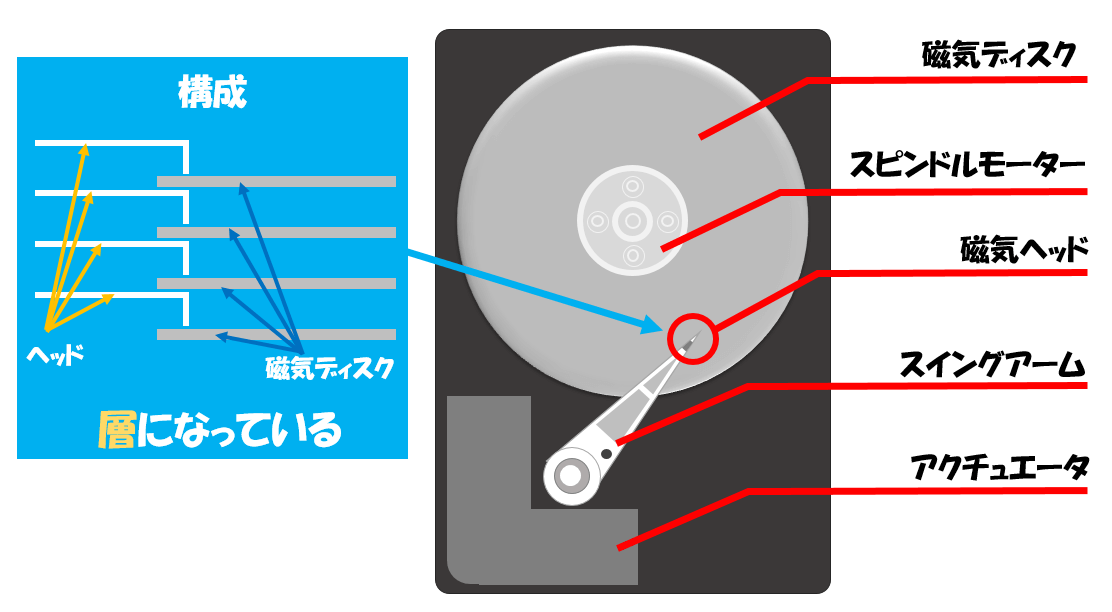 構成
ヘッド
磁気ディスク
層になっている
磁気ディスク
スピンドルモーター
磁気ヘッド
スイングアーム
アクチュエータ